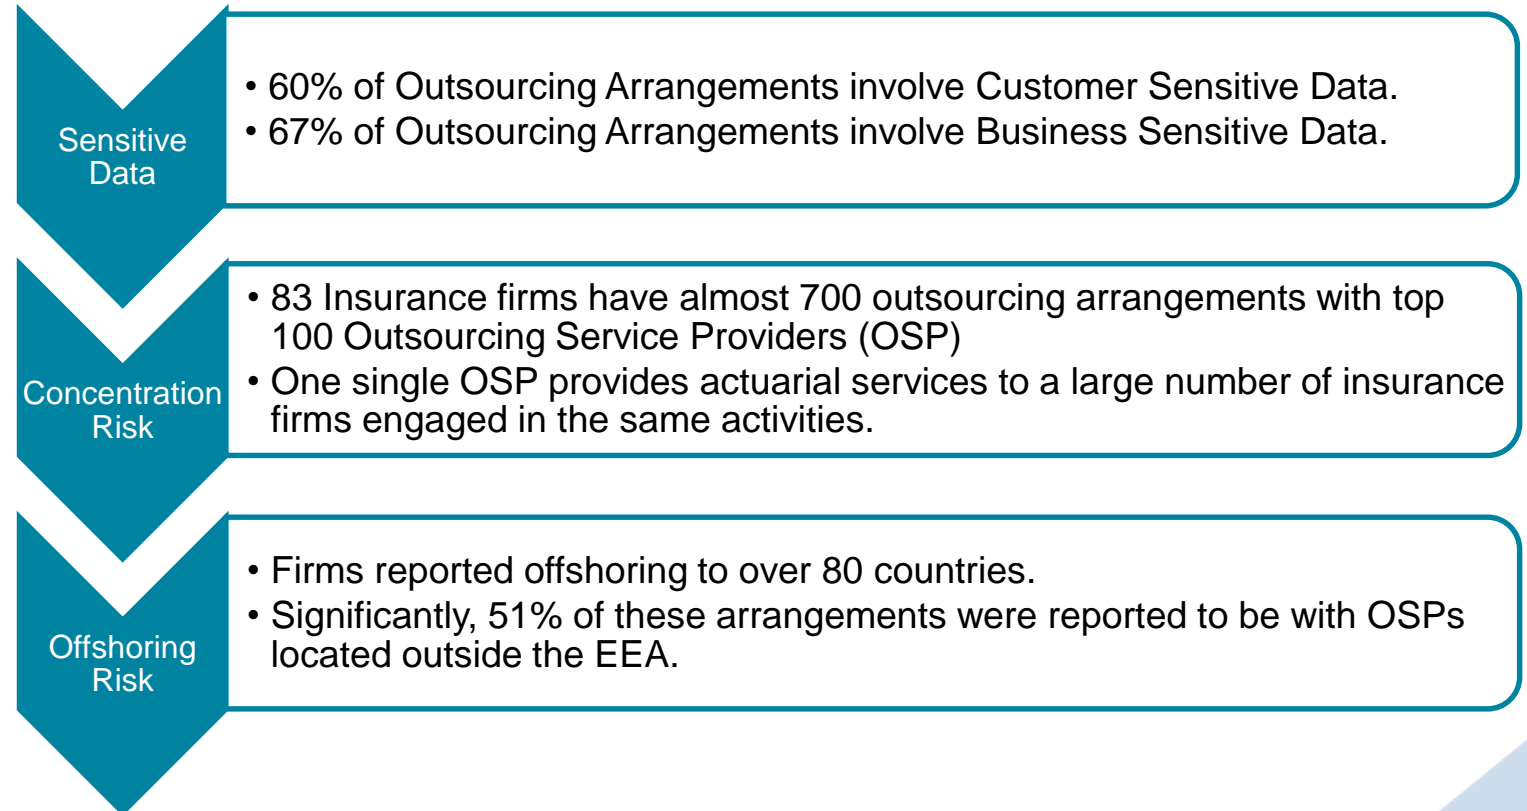 Sensitive
Data
• 60% of Outsourcing Arrangements involve Customer Sensitive Data.
• 67% of Outsourcing Arrangements involve Business Sensitive Data.
Concentration
Risk
• 83 Insurance firms have almost 700 outsourcing arrangements with top
100 Outsourcing Service Providers (OSP)
• One single OSP provides actuarial services to a large number of insurance
firms engaged in the same activities.
Offshoring
Risk
• Firms reported offshoring to over 80 countries.
• Significantly, 51% of these arrangements were reported to be with OSPs
located outside the EEA.